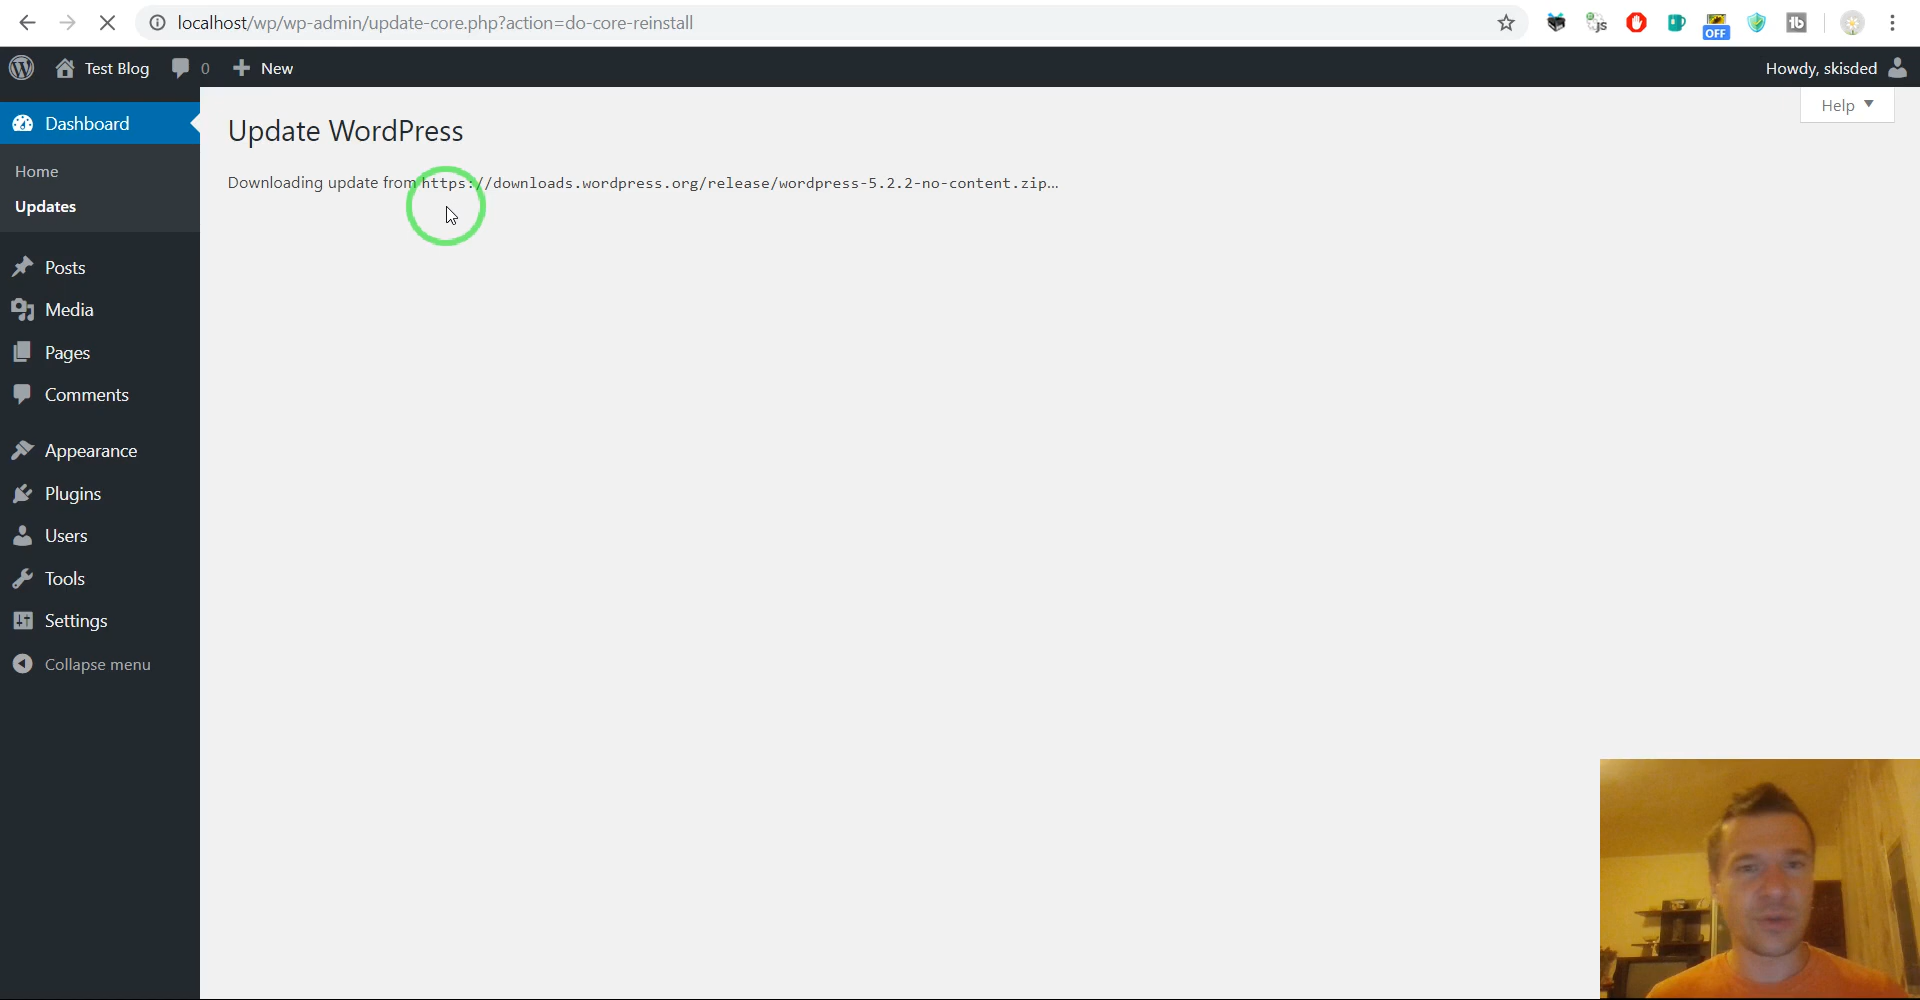 localhost/wp/wp-admin/update-core.php?action=do-core-reinstall
JS
OFF
tb
Test Blog 0 New
Howdy, skisded
Help
Dashboard
Home
Updates
Posts
Media
Pages
Comments
Appearance
Plugins
Users
Tools
Settings
Collapse menu
Update WordPress
Downloading update from https://downloads.wordpress.org/release/wordpress-5.2.2-no-content.zip…